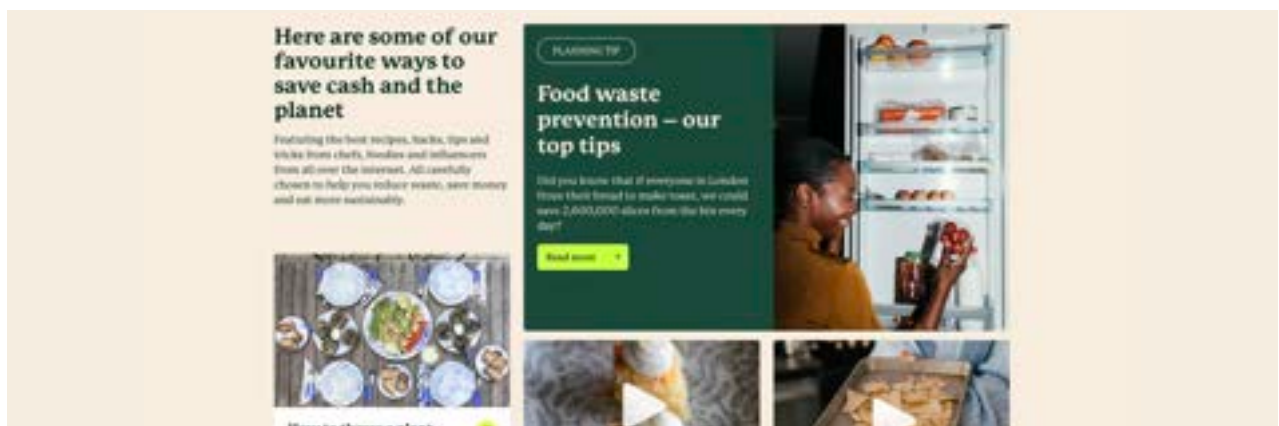 Here are some of our
favourite ways to
save cash and the
planet
Featuring the best recipes, hacks, tips and
tricks from chefs, foodies and influencers
from all over the internet. All carefully
chosen to help you reduce waste, save money
and eat more sustainably.
PLANNING TIP
Food waste
prevention – our
top tips
Did you know that if everyone in London
froze their bread to make toast, we could
save 2,600,000 slices from the bin every
day?
Read more